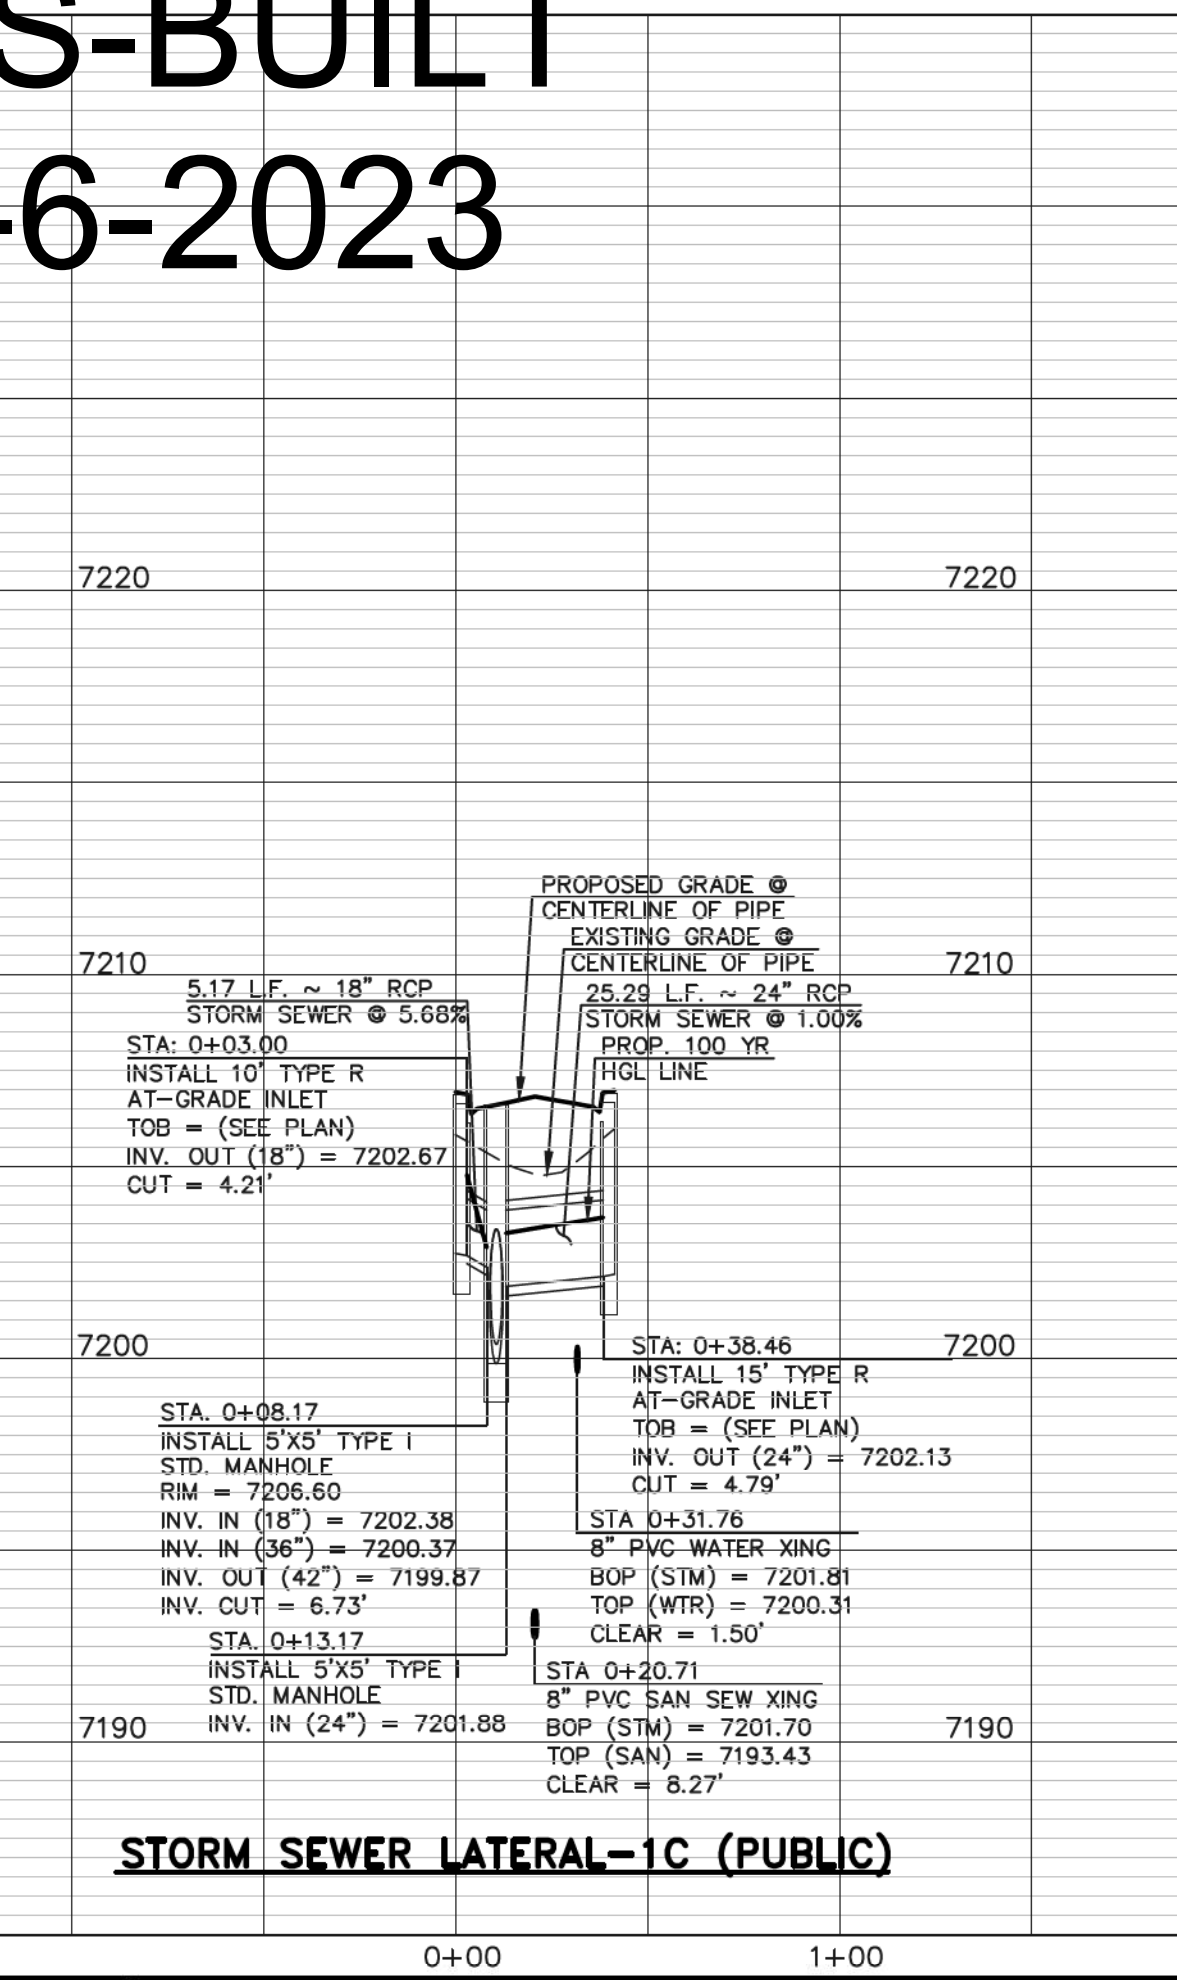 S-BUILT
-6-2023
7220
7220
PROPOSED GRADE @
CENTERLINE OF PIPE
EXISTING GRADE @
CENTERLINE OF PIPE
7210
7210
5.17 L.F. ~ 18" RCP
STORM SEWER @ 5.68%
25.29 L.F. ~ 24" RCP
STORM SEWER @ 1.00%
PROP. 100 YR
HGL LINE
STA: 0+03.00
INSTALL 10' TYPE R
AT-GRADE INLET
TOB = (SEE PLAN)
INV. OUT (18") = 7202.67
CUT = 4.21'
7200
7200
STA: 0+38.46
INSTALL 15' TYPE R
AT-GRADE INLET
TOB = (SEE PLAN)
INV. OUT (24") = 7202.13
CUT = 4.79'
STA. 0+08.17
INSTALL 5'X5' TYPE I
STD. MANHOLE
RIM = 7206.60
INV. IN (18") = 7202.38
INV. IN (36") = 7200.37
INV. OUT (42") = 7199.87
INV. CUT = 6.73'
STA 0+31.76
8" PVC WATER XING
BOP (STM) = 7201.81
TOP (WTR) = 7200.31
CLEAR = 1.50'
STA. 0+13.17
INSTALL 5'X5' TYPE I
STD. MANHOLE
INV. IN (24") = 7201.88
STA 0+20.71
8" PVC SAN SEW XING
BOP (STM) = 7201.70
TOP (SAN) = 7193.43
CLEAR = 8.27'
7190
7190
STORM SEWER LATERAL-1C (PUBLIC)
0+00
1+00